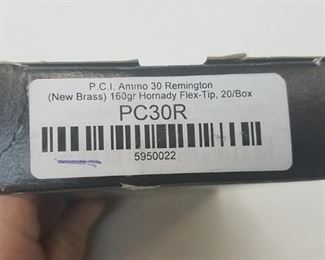 P.C.I. Ammo 30 Remington
(New Brass) 160gr Hornady Flex-Tip, 20/Box
PC30R
5950022